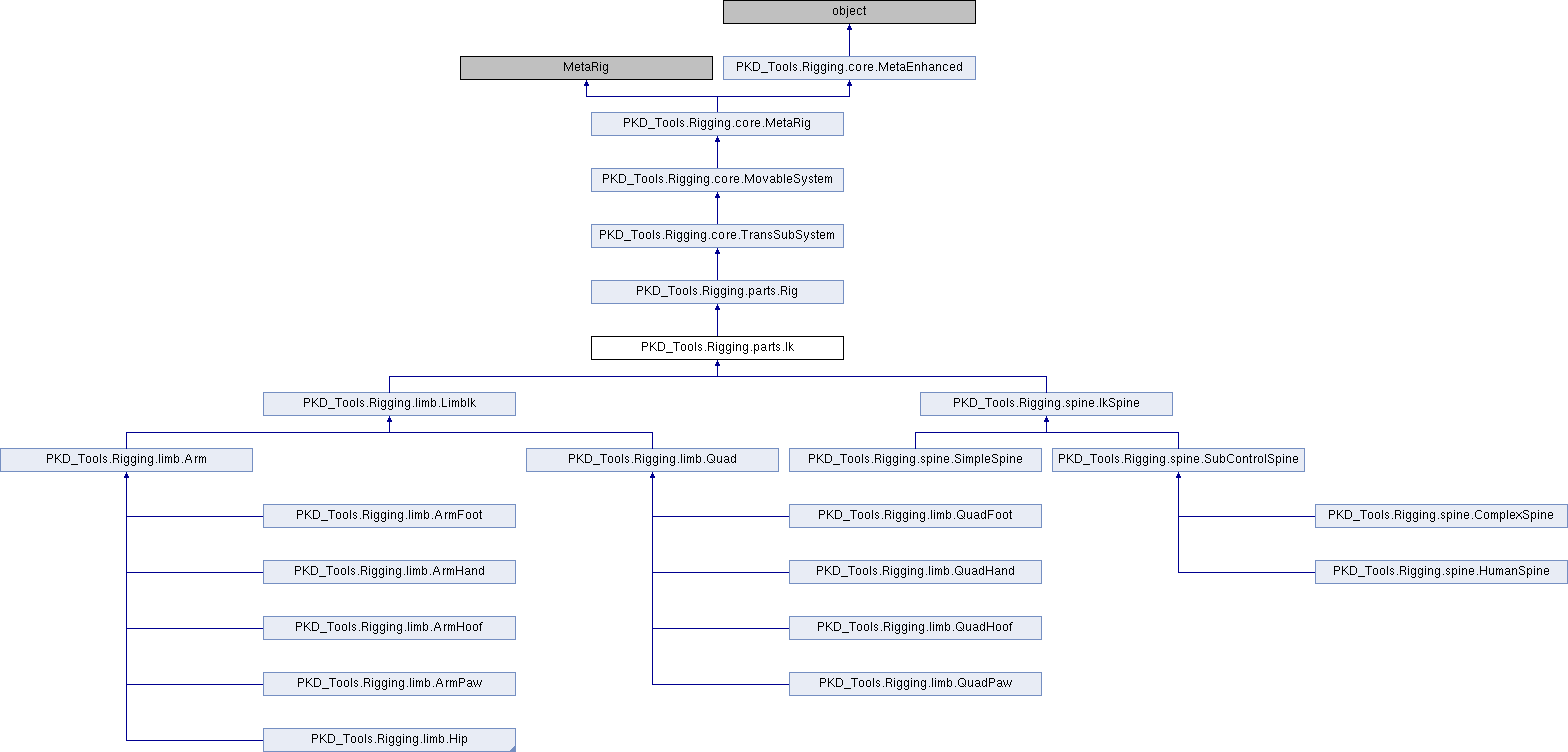 object
MetaRig
PKD_Tools.Rigging.core.MetaEnhanced
PKD_Tools.Rigging.core.MetaRig
PKD_Tools.Rigging.core.MovableSystem
PKD_Tools.Rigging.core.TransSubSystem
PKD_Tools.Rigging.parts.Rig
PKD_Tools.Rigging.parts.Ik
PKD_Tools.Rigging.limb.LimbIk
PKD_Tools.Rigging.spine.IkSpine
PKD_Tools.Rigging.limb.Arm
PKD_Tools.Rigging.limb.Quad
PKD_Tools.Rigging.spine.SimpleSpine
PKD_Tools.Rigging.spine.SubControlSpine
PKD_Tools.Rigging.limb.ArmFoot
PKD_Tools.Rigging.limb.QuadFoot
PKD_Tools.Rigging.spine.ComplexSpine
PKD_Tools.Rigging.limb.ArmHand
PKD_Tools.Rigging.limb.QuadHand
PKD_Tools.Rigging.spine.HumanSpine
PKD_Tools.Rigging.limb.ArmHoof
PKD_Tools.Rigging.limb.QuadHoof
PKD_Tools.Rigging.limb.ArmPaw
PKD_Tools.Rigging.limb.QuadPaw
PKD_Tools.Rigging.limb.Hip